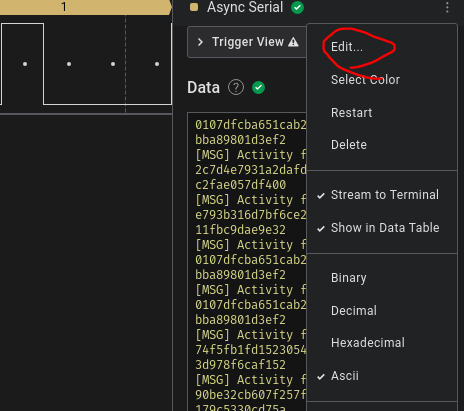 1
Async Serial
Trigger View
Data
0107dfcba651cab2
bba89801d3ef2
[MSG] Activity f
2c7d4e7931a2dafd
c2fae057df400
[MSG] Activity f
e793b316d7bf6ce2
11fbc9dae9e32
[MSG] Activity f
0107dfcba651cab2
bba89801d3ef2
[MSG] Activity f
0107dfcba651cab2
bba89801d3ef2
[MSG] Activity f
74f5fb1fd1523054
3d978f6caf152
[MSG] Activity f
90be32cb607f257f
179c5330cd75a
Edit...
Select Color
Restart
Delete
Stream to Terminal
Show in Data Table
Binary
Decimal
Hexadecimal
Ascii